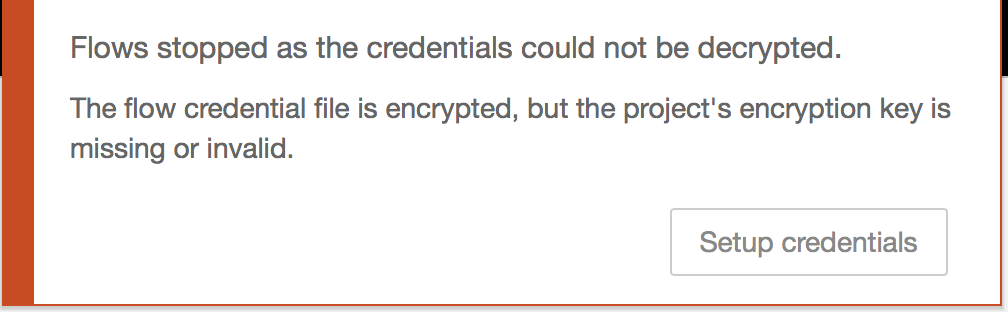 Flows stopped as the credentials could not be decrypted.
The flow credential file is encrypted, but the project's encryption key is
missing or invalid.
Setup credentials